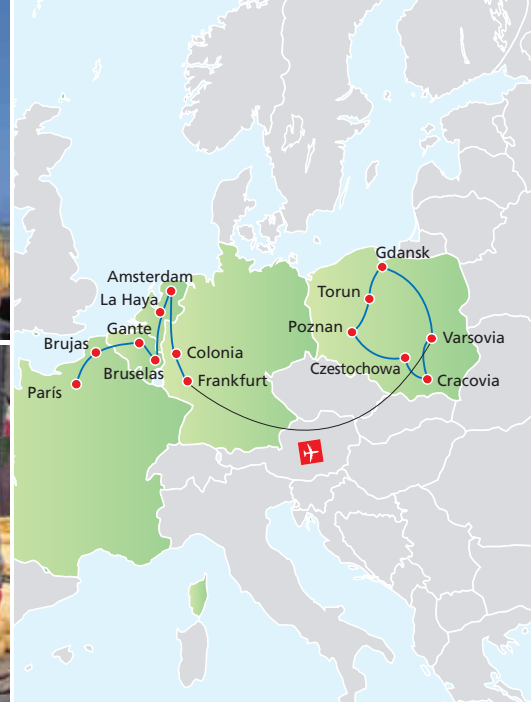 Gdansk
Amsterdam
Torun
La Haya
Poznan
Gante
Varsovia
Brujas
Colonia
Czestochowa
Bruselas
Frankfurt
Cracovia
París